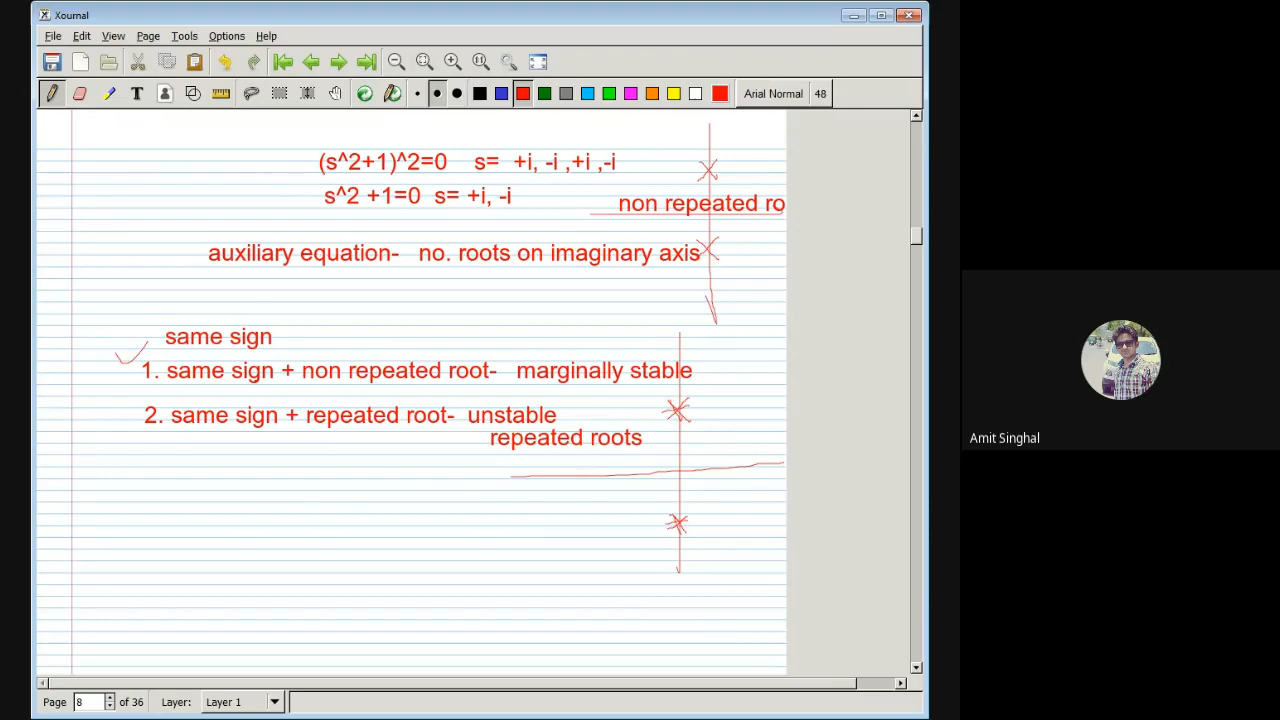 Xournal
File Edit View Page Tools Options Help
Arial Normal 48
(s^2+1)^2=0 s= +i, -i ,+i ,-i
s^2 +1=0 s= +i, -i
non repeated ro
auxiliary equation- no. roots on imaginary axis
same sign
1. same sign + non repeated root- marginally stable
2. same sign + repeated root- unstable
repeated roots
Amit Singhal
Page 8 of 36 Layer: Layer 1